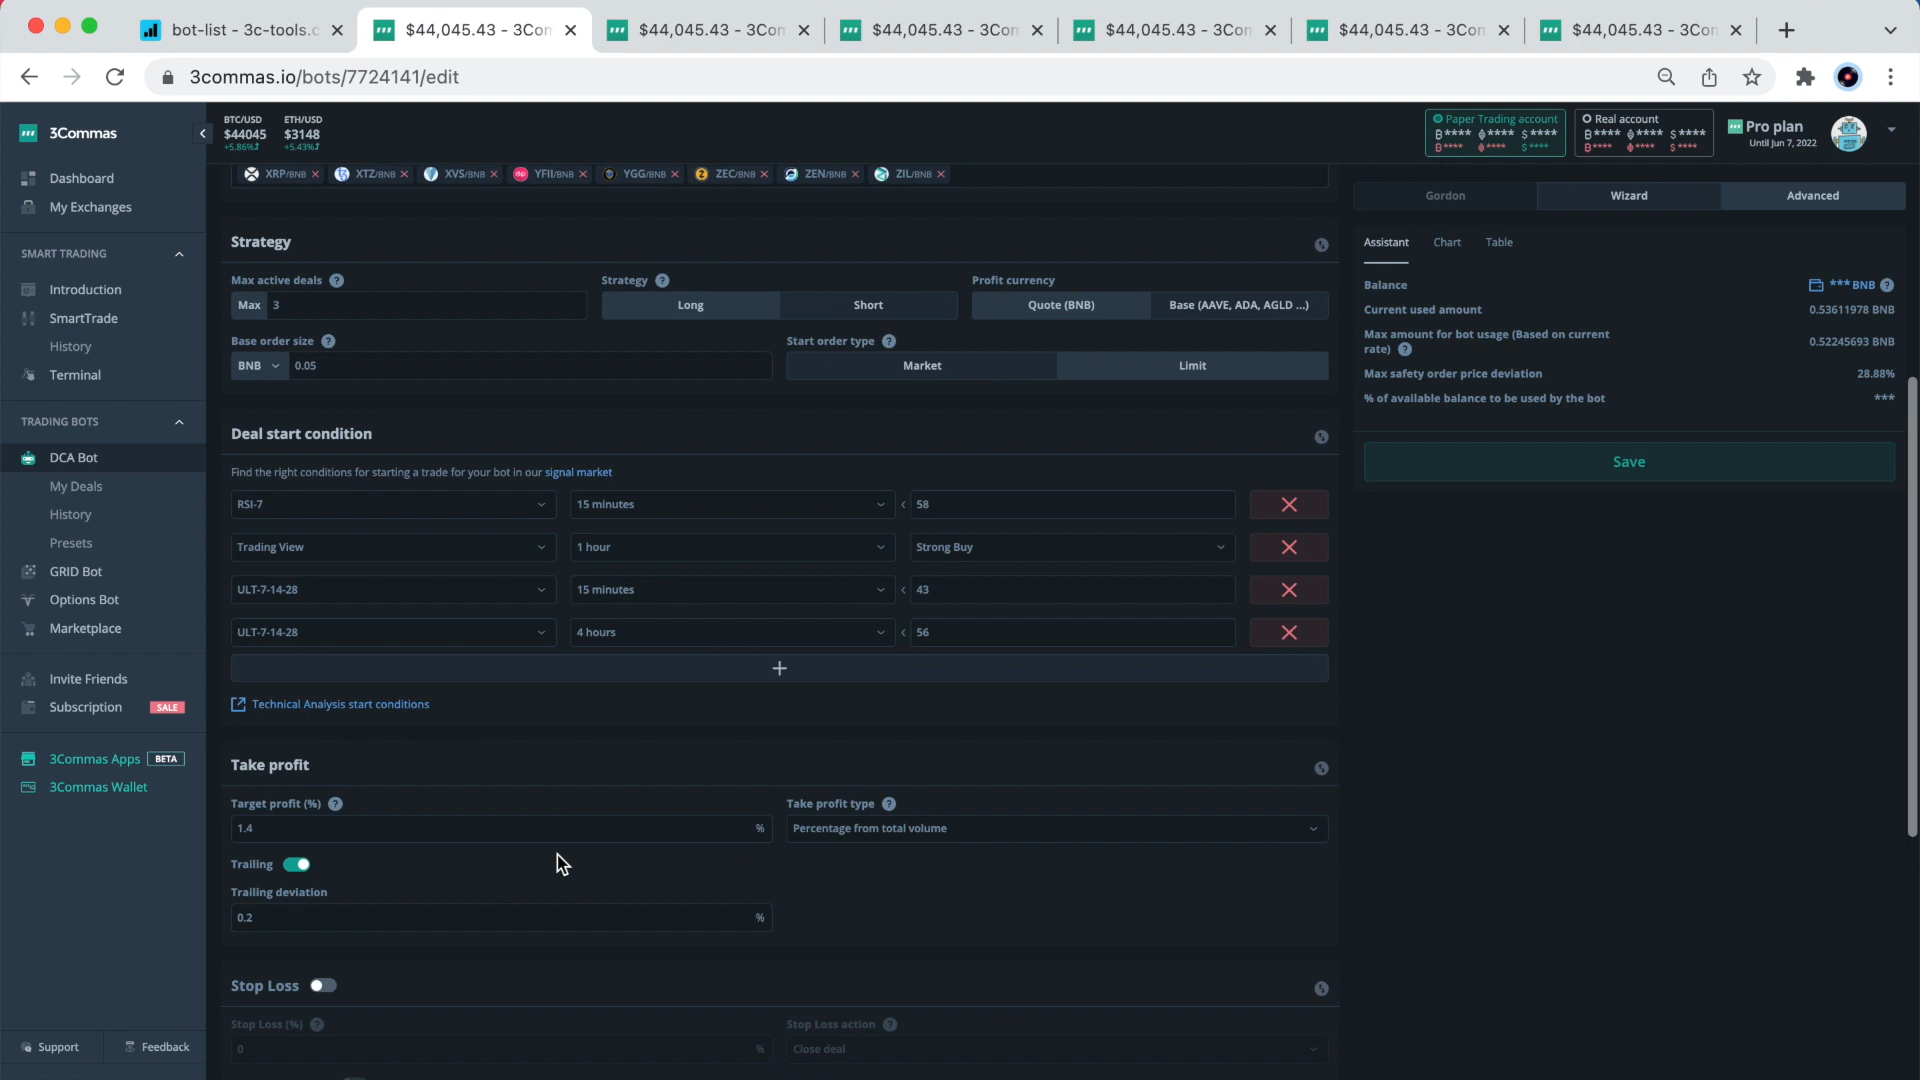 bot-list - 3c-tools.c
$44,045.43 - 3Com
$44,045.43 - 3Com
$44,045.43 - 3Com
$44,045.43 - 3Com
$44,045.43 - 3Com
$44,045.43 - 3Com
3commas.io/bots/7724141/edit
3Commas
BTC/USD
$44045
+5.86%
ETH/USD
$3148
+5.43%
Paper Trading account
₿**** **** $****
₿**** **** $****
Real account
₿**** **** $****
₿**** **** $****
Pro plan
Until Jun 7, 2022
Dashboard
My Exchanges
SMART TRADING
Introduction
SmartTrade
History
Terminal
TRADING BOTS
DCA Bot
My Deals
History
Presets
GRID Bot
Options Bot
Marketplace
Invite Friends
Subscription SALE
3Commas Apps BETA
3Commas Wallet
Support
Feedback
XRP/BNB XTZ/BNB XVS/BNB YFII/BNB YGG/BNB ZEC/BNB ZEN/BNB ZIL/BNB
Strategy
Max active deals ?
Max 3
Strategy ?
Long Short
Profit currency
Quote (BNB) Base (AAVE, ADA, AGLD ...)
Base order size ?
BNB 0.05
Start order type ?
Market Limit
Deal start condition
Find the right conditions for starting a trade for your bot in our signal market
RSI-7 15 minutes < 58
Trading View 1 hour Strong Buy
ULT-7-14-28 15 minutes < 43
ULT-7-14-28 4 hours < 56
+
Technical Analysis start conditions
Take profit
Target profit (%) ?
1.4 %
Take profit type ?
Percentage from total volume
Trailing
Trailing deviation
0.2 %
Stop Loss
Stop Loss (%) ?
0 %
Stop Loss action ?
Close deal
Gordon Wizard Advanced
Assistant Chart Table
Balance *** BNB ?
Current used amount 0.53611978 BNB
Max amount for bot usage (Based on current
rate) ? 0.52245693 BNB
Max safety order price deviation 28.88%
% of available balance to be used by the bot ***
Save